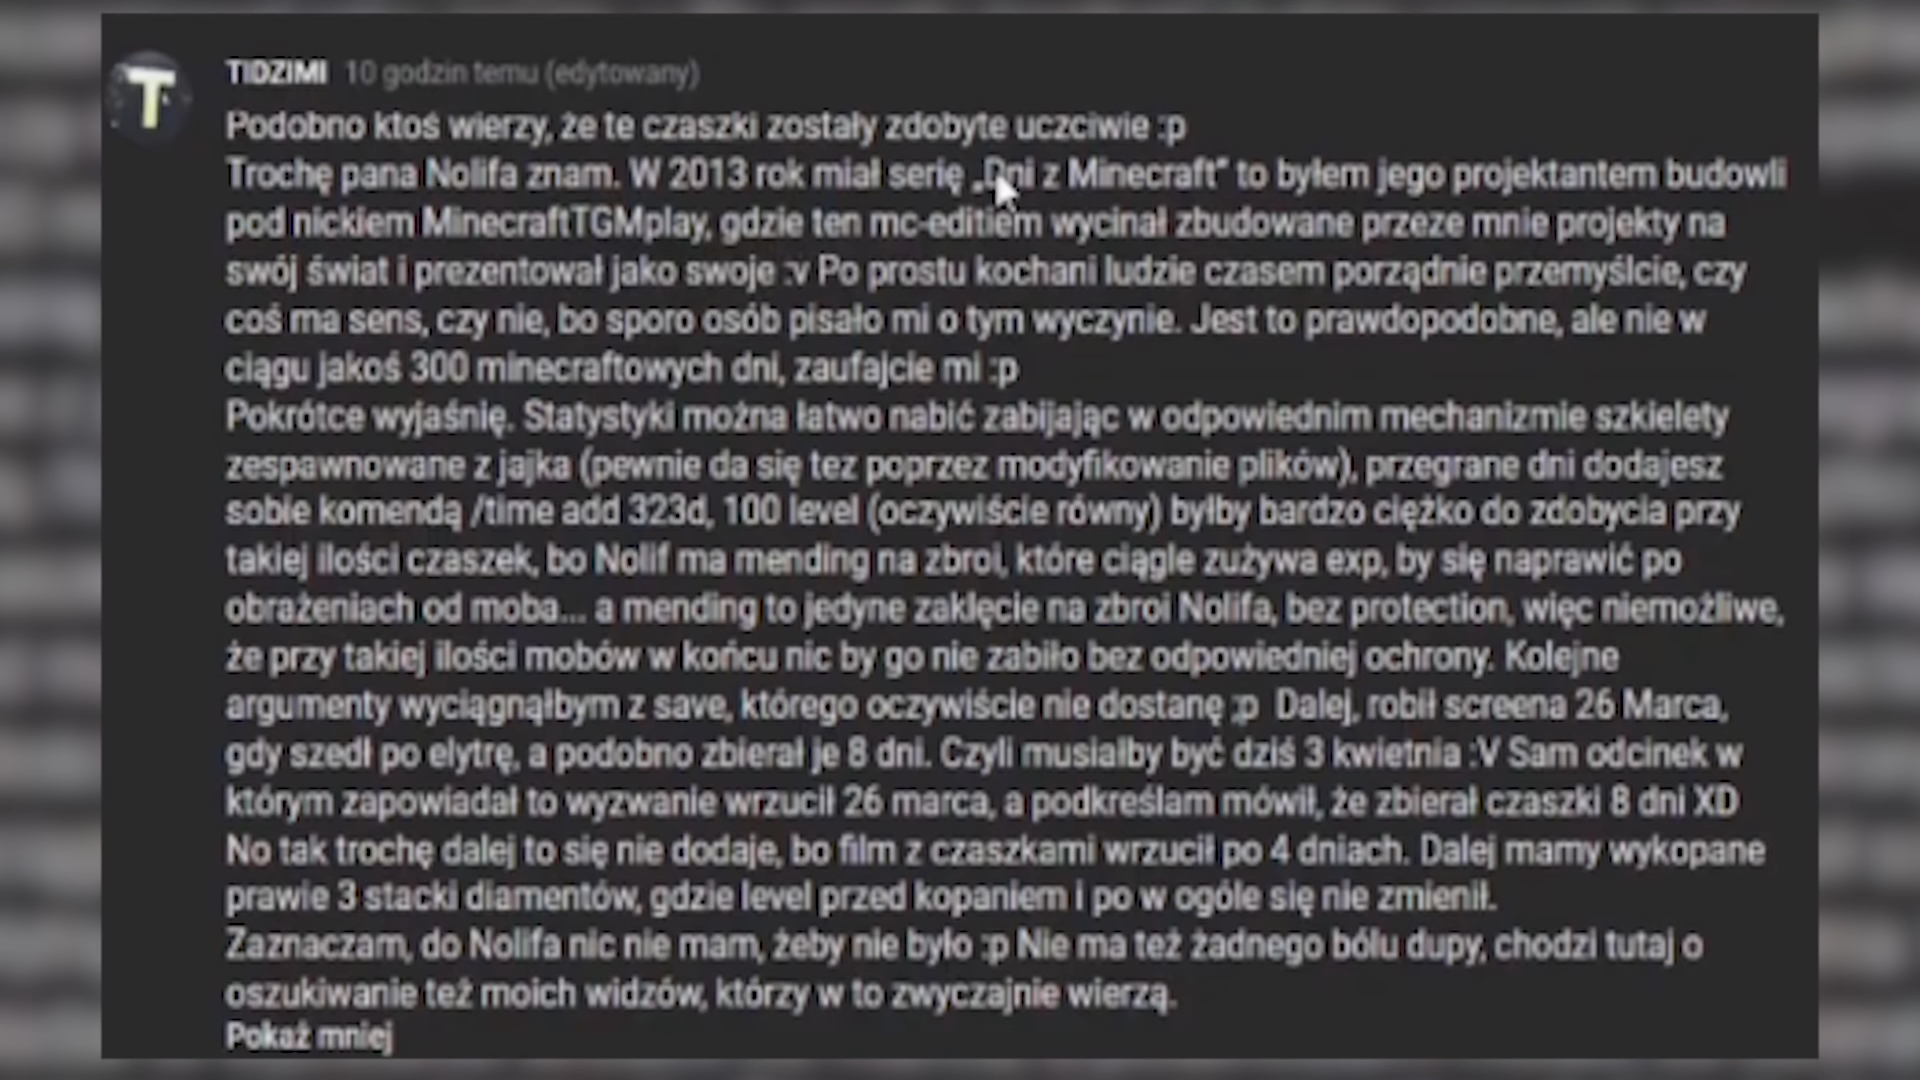 T
TIDZIMI 10 godzin temu (edytowany)
Podobno ktoś wierzy, że te czaszki zostały zdobyte uczciwie :p
Trochę pana Nolifa znam. W 2013 rok miał serię „Dni z Minecraft” to byłem jego projektantem budowli
pod nickiem MinecraftTGMplay, gdzie ten mc-editiem wycinał zbudowane przeze mnie projekty na
swój świat i prezentował jako swoje :v Po prostu kochani ludzie czasem porządnie przemyślcie, czy
coś ma sens, czy nie, bo sporo osób pisało mi o tym wyczynie. Jest to prawdopodobne, ale nie w
ciągu jakoś 300 minecraftowych dni, zaufajcie mi :p
Pokrótce wyjaśnię. Statystyki można łatwo nabić zabijając w odpowiednim mechanizmie szkielety
zespawnowane z jajka (pewnie da się tez poprzez modyfikowanie plików), przegrane dni dodajesz
sobie komendą /time add 323d, 100 level (oczywiście równy) byłby bardzo ciężko do zdobycia przy
takiej ilości czaszek, bo Nolif ma mending na zbroi, które ciągle zużywa exp, by się naprawić po
obrażeniach od moba... a mending to jedyne zaklęcie na zbroi Nolifa, bez protection, więc niemożliwe,
że przy takiej ilości mobów w końcu nic by go nie zabiło bez odpowiedniej ochrony. Kolejne
argumenty wyciągnąłbym z save, którego oczywiście nie dostanę ;p Dalej, robił screena 26 Marca,
gdy szedł po elytrę, a podobno zbierał je 8 dni. Czyli musiałby być dziś 3 kwietnia :V Sam odcinek w
którym zapowiadał to wyzwanie wrzucił 26 marca, a podkreślam mówił, że zbierał czaszki 8 dni XD
No tak trochę dalej to się nie dodaje, bo film z czaszkami wrzucił po 4 dniach. Dalej mamy wykopane
prawie 3 stacki diamentów, gdzie level przed kopaniem i po w ogóle się nie zmienił.
Zaznaczam, do Nolifa nic nie mam, żeby nie było :p Nie ma też żadnego bólu dupy, chodzi tutaj o
oszukiwanie też moich widzów, którzy w to zwyczajnie wierzą.
Pokaż mniej